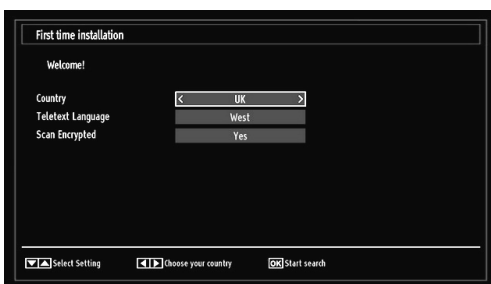 First time installation
Welcome!
Country < UK >
Teletext Language West
Scan Encrypted Yes
Select Setting Choose your country OK Start search